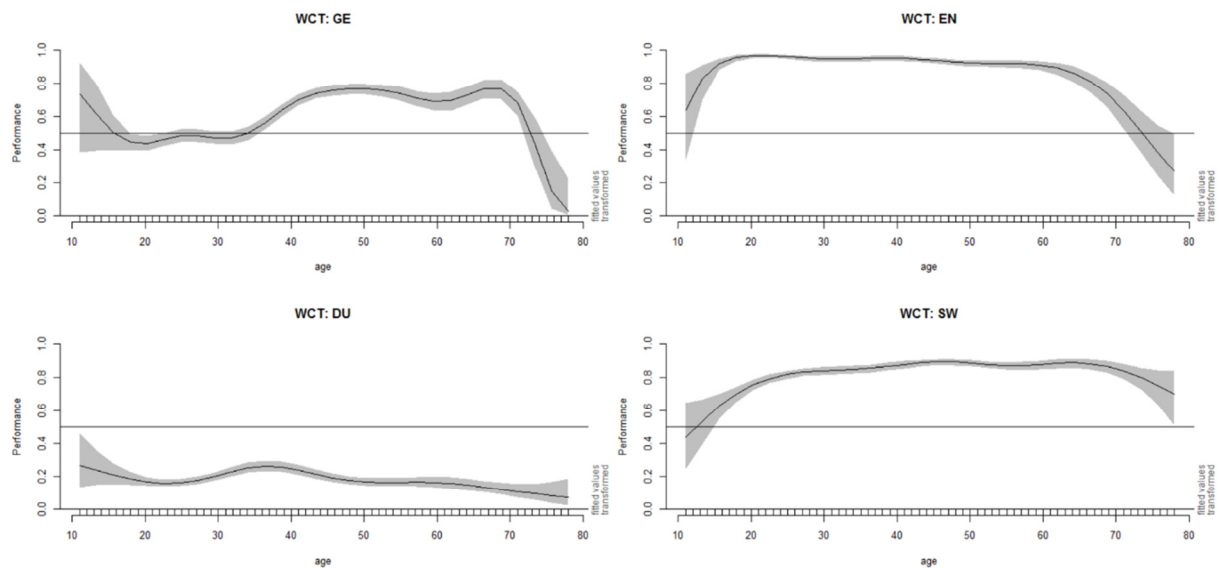 WCT: GE
Performance
0.0 0.2 0.4 0.6 0.8 1.0
10 20 30 40 50 60 70 80
age
fitted values
transformed
WCT: EN
Performance
0.0 0.2 0.4 0.6 0.8 1.0
10 20 30 40 50 60 70 80
age
fitted values
transformed
WCT: DU
Performance
0.0 0.2 0.4 0.6 0.8 1.0
10 20 30 40 50 60 70 80
age
fitted values
transformed
WCT: SW
Performance
0.0 0.2 0.4 0.6 0.8 1.0
10 20 30 40 50 60 70 80
age
fitted values
transformed